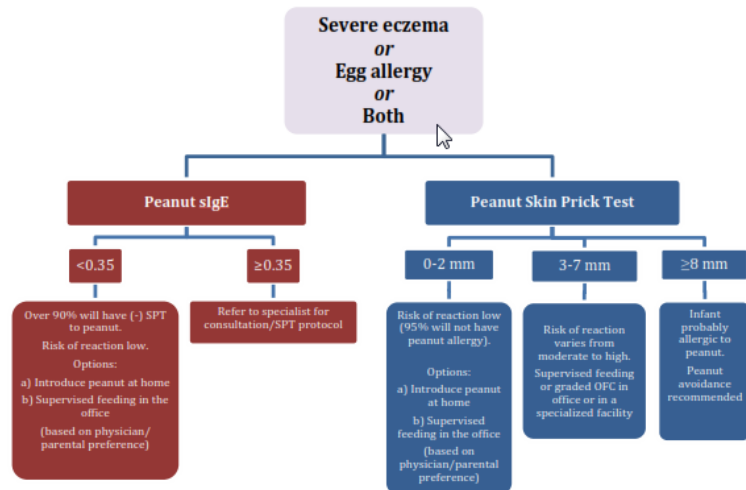 Severe eczema
or
Egg allergy
or
Both
Peanut sIgE
Peanut Skin Prick Test
<0.35
≥0.35
0-2 mm
3-7 mm
≥8 mm
Over 90% will have (-) SPT
to peanut.
Risk of reaction low.
Options:
a) Introduce peanut at home
b) Supervised feeding in the
office
(based on physician/
parental preference)
Refer to specialist for
consultation/SPT protocol
Risk of reaction low
(95% will not have
peanut allergy).
Options:
a) Introduce peanut
at home
b) Supervised
feeding in the office
(based on
physician/parental
preference)
Risk of reaction
varies from
moderate to high.
Supervised feeding
or graded OFC in
office or in a
specialized facility
Infant
probably
allergic to
peanut.
Peanut
avoidance
recommended